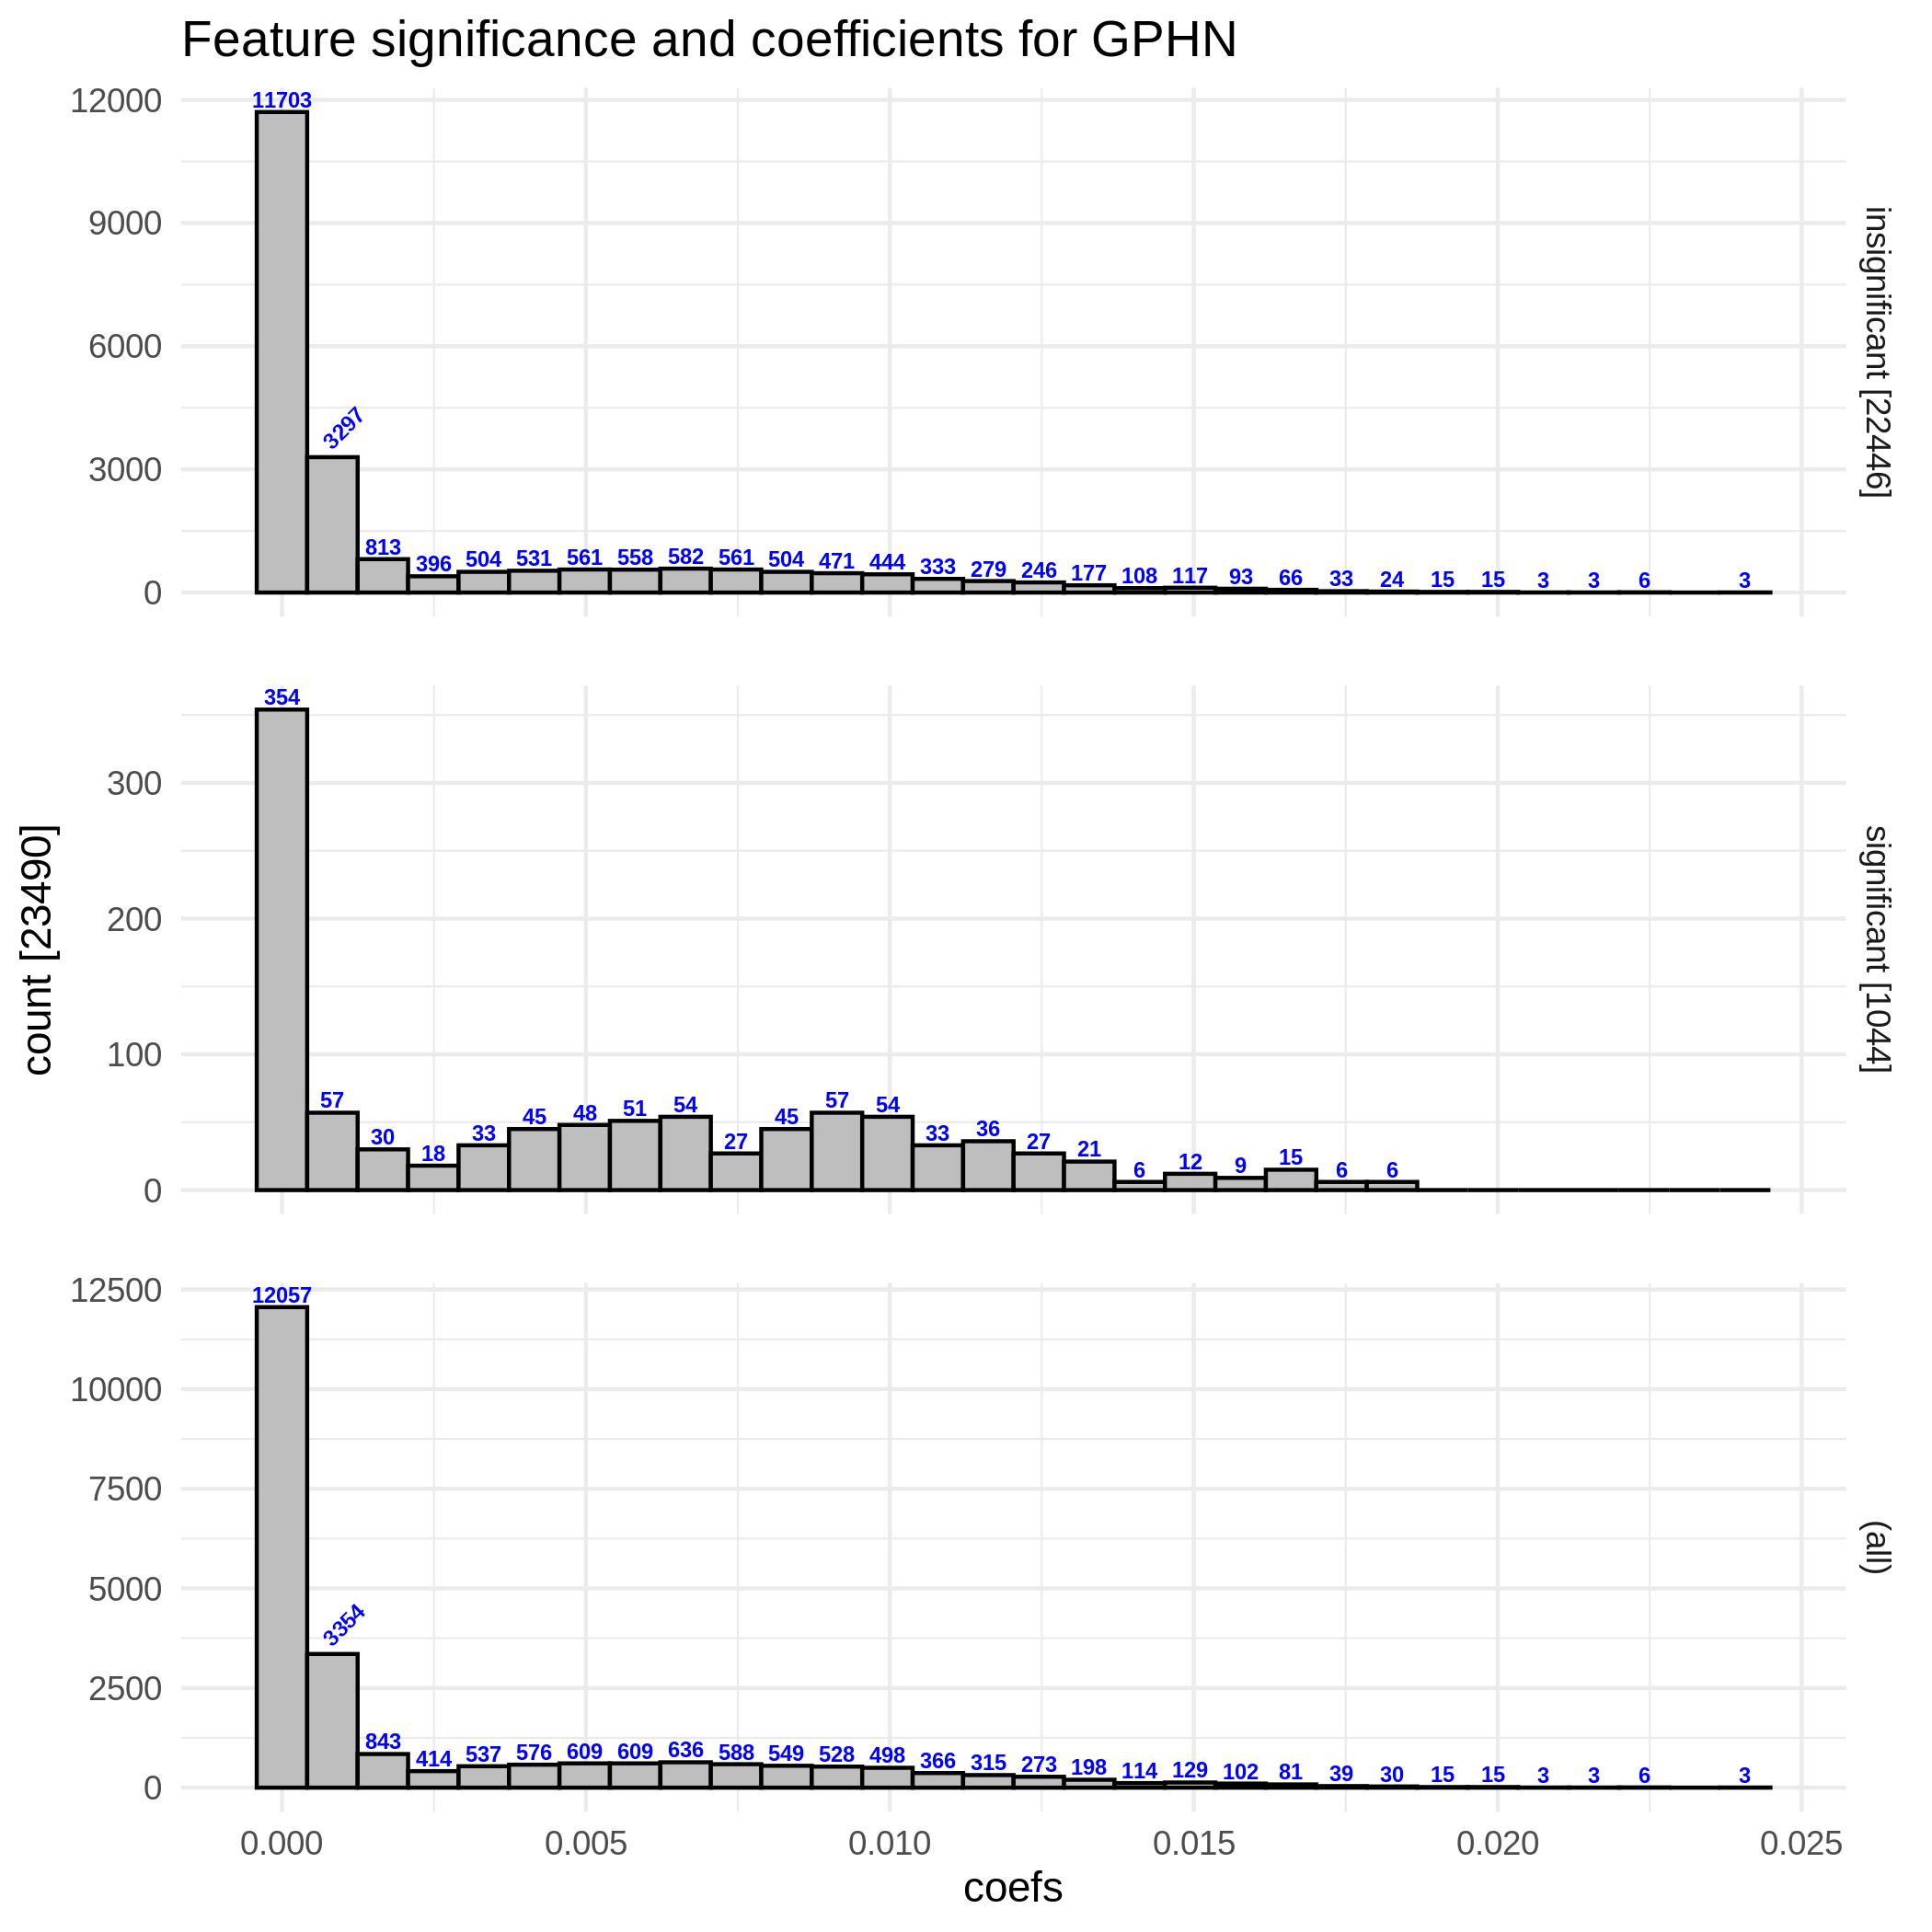 Feature significance and coefficients for GPHN
12000
9000
6000
3000
0
11703
3297
813 396 504 531 561 558 582 561 504 471 444 333 279 246 177 108 117 93 66 33 24 15 15 3 3 6 3
insignificant [22446]
count [23490]
300
200
100
0
354
57 30 18 33 45 48 51 54 27 45 57 54 33 36 27 21 6 12 9 15 6 6
significant [1044]
12500
10000
7500
5000
2500
0
12057
3354
843 414 537 576 609 609 636 588 549 528 498 366 315 273 198 114 129 102 81 39 30 15 15 3 3 6 3
(all)
0.000 0.005 0.010 0.015 0.020 0.025
coefs